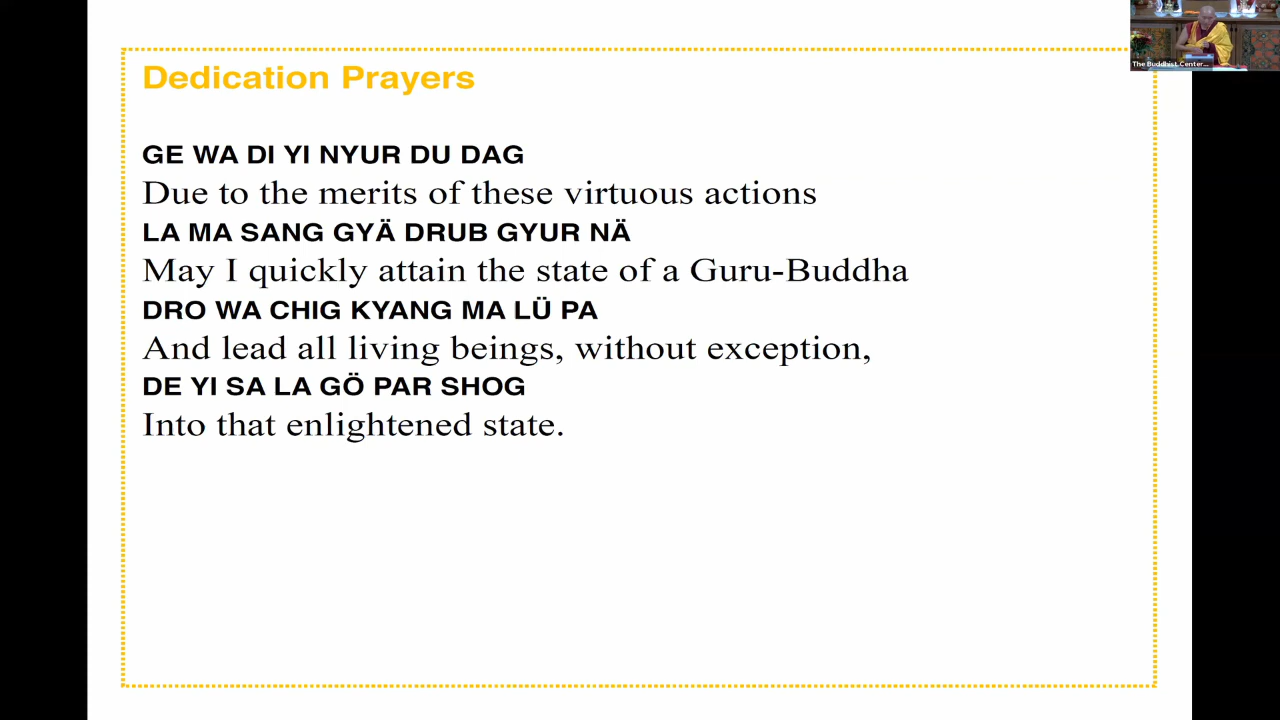 Dedication Prayers
GE WA DI YI NYUR DU DAG
Due to the merits of these virtuous actions
LA MA SANG GYÄ DRUB GYUR NÄ
May I quickly attain the state of a Guru-Buddha
DRO WA CHIG KYANG MA LÜ PA
And lead all living beings, without exception,
DE YI SA LA GÖ PAR SHOG
Into that enlightened state.
The Buddhist Center...